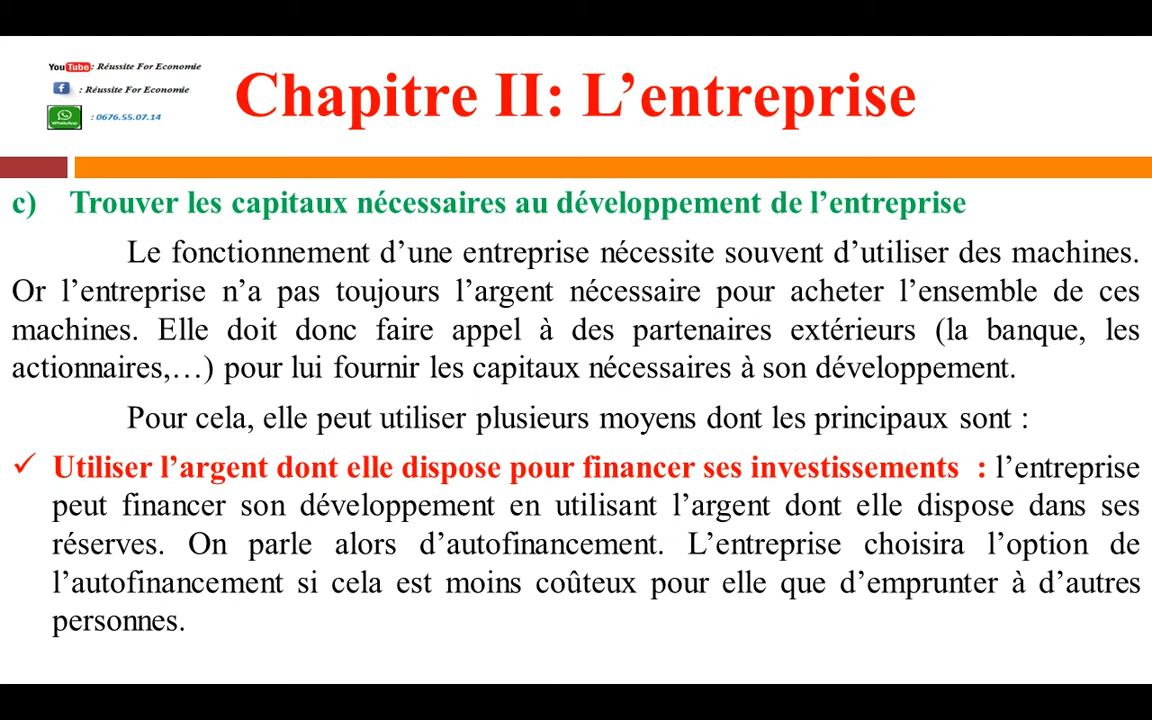 YouTube : Réussite For Economie
f : Réussite For Economie
WhatsApp : 0676.55.07.14
Chapitre II: L’entreprise
c) Trouver les capitaux nécessaires au développement de l’entreprise
Le fonctionnement d’une entreprise nécessite souvent d’utiliser des machines.
Or l’entreprise n’a pas toujours l’argent nécessaire pour acheter l’ensemble de ces
machines. Elle doit donc faire appel à des partenaires extérieurs (la banque, les
actionnaires,…) pour lui fournir les capitaux nécessaires à son développement.
Pour cela, elle peut utiliser plusieurs moyens dont les principaux sont :
✓ Utiliser l’argent dont elle dispose pour financer ses investissements : l’entreprise
peut financer son développement en utilisant l’argent dont elle dispose dans ses
réserves. On parle alors d’autofinancement. L’entreprise choisira l’option de
l’autofinancement si cela est moins coûteux pour elle que d’emprunter à d’autres
personnes.